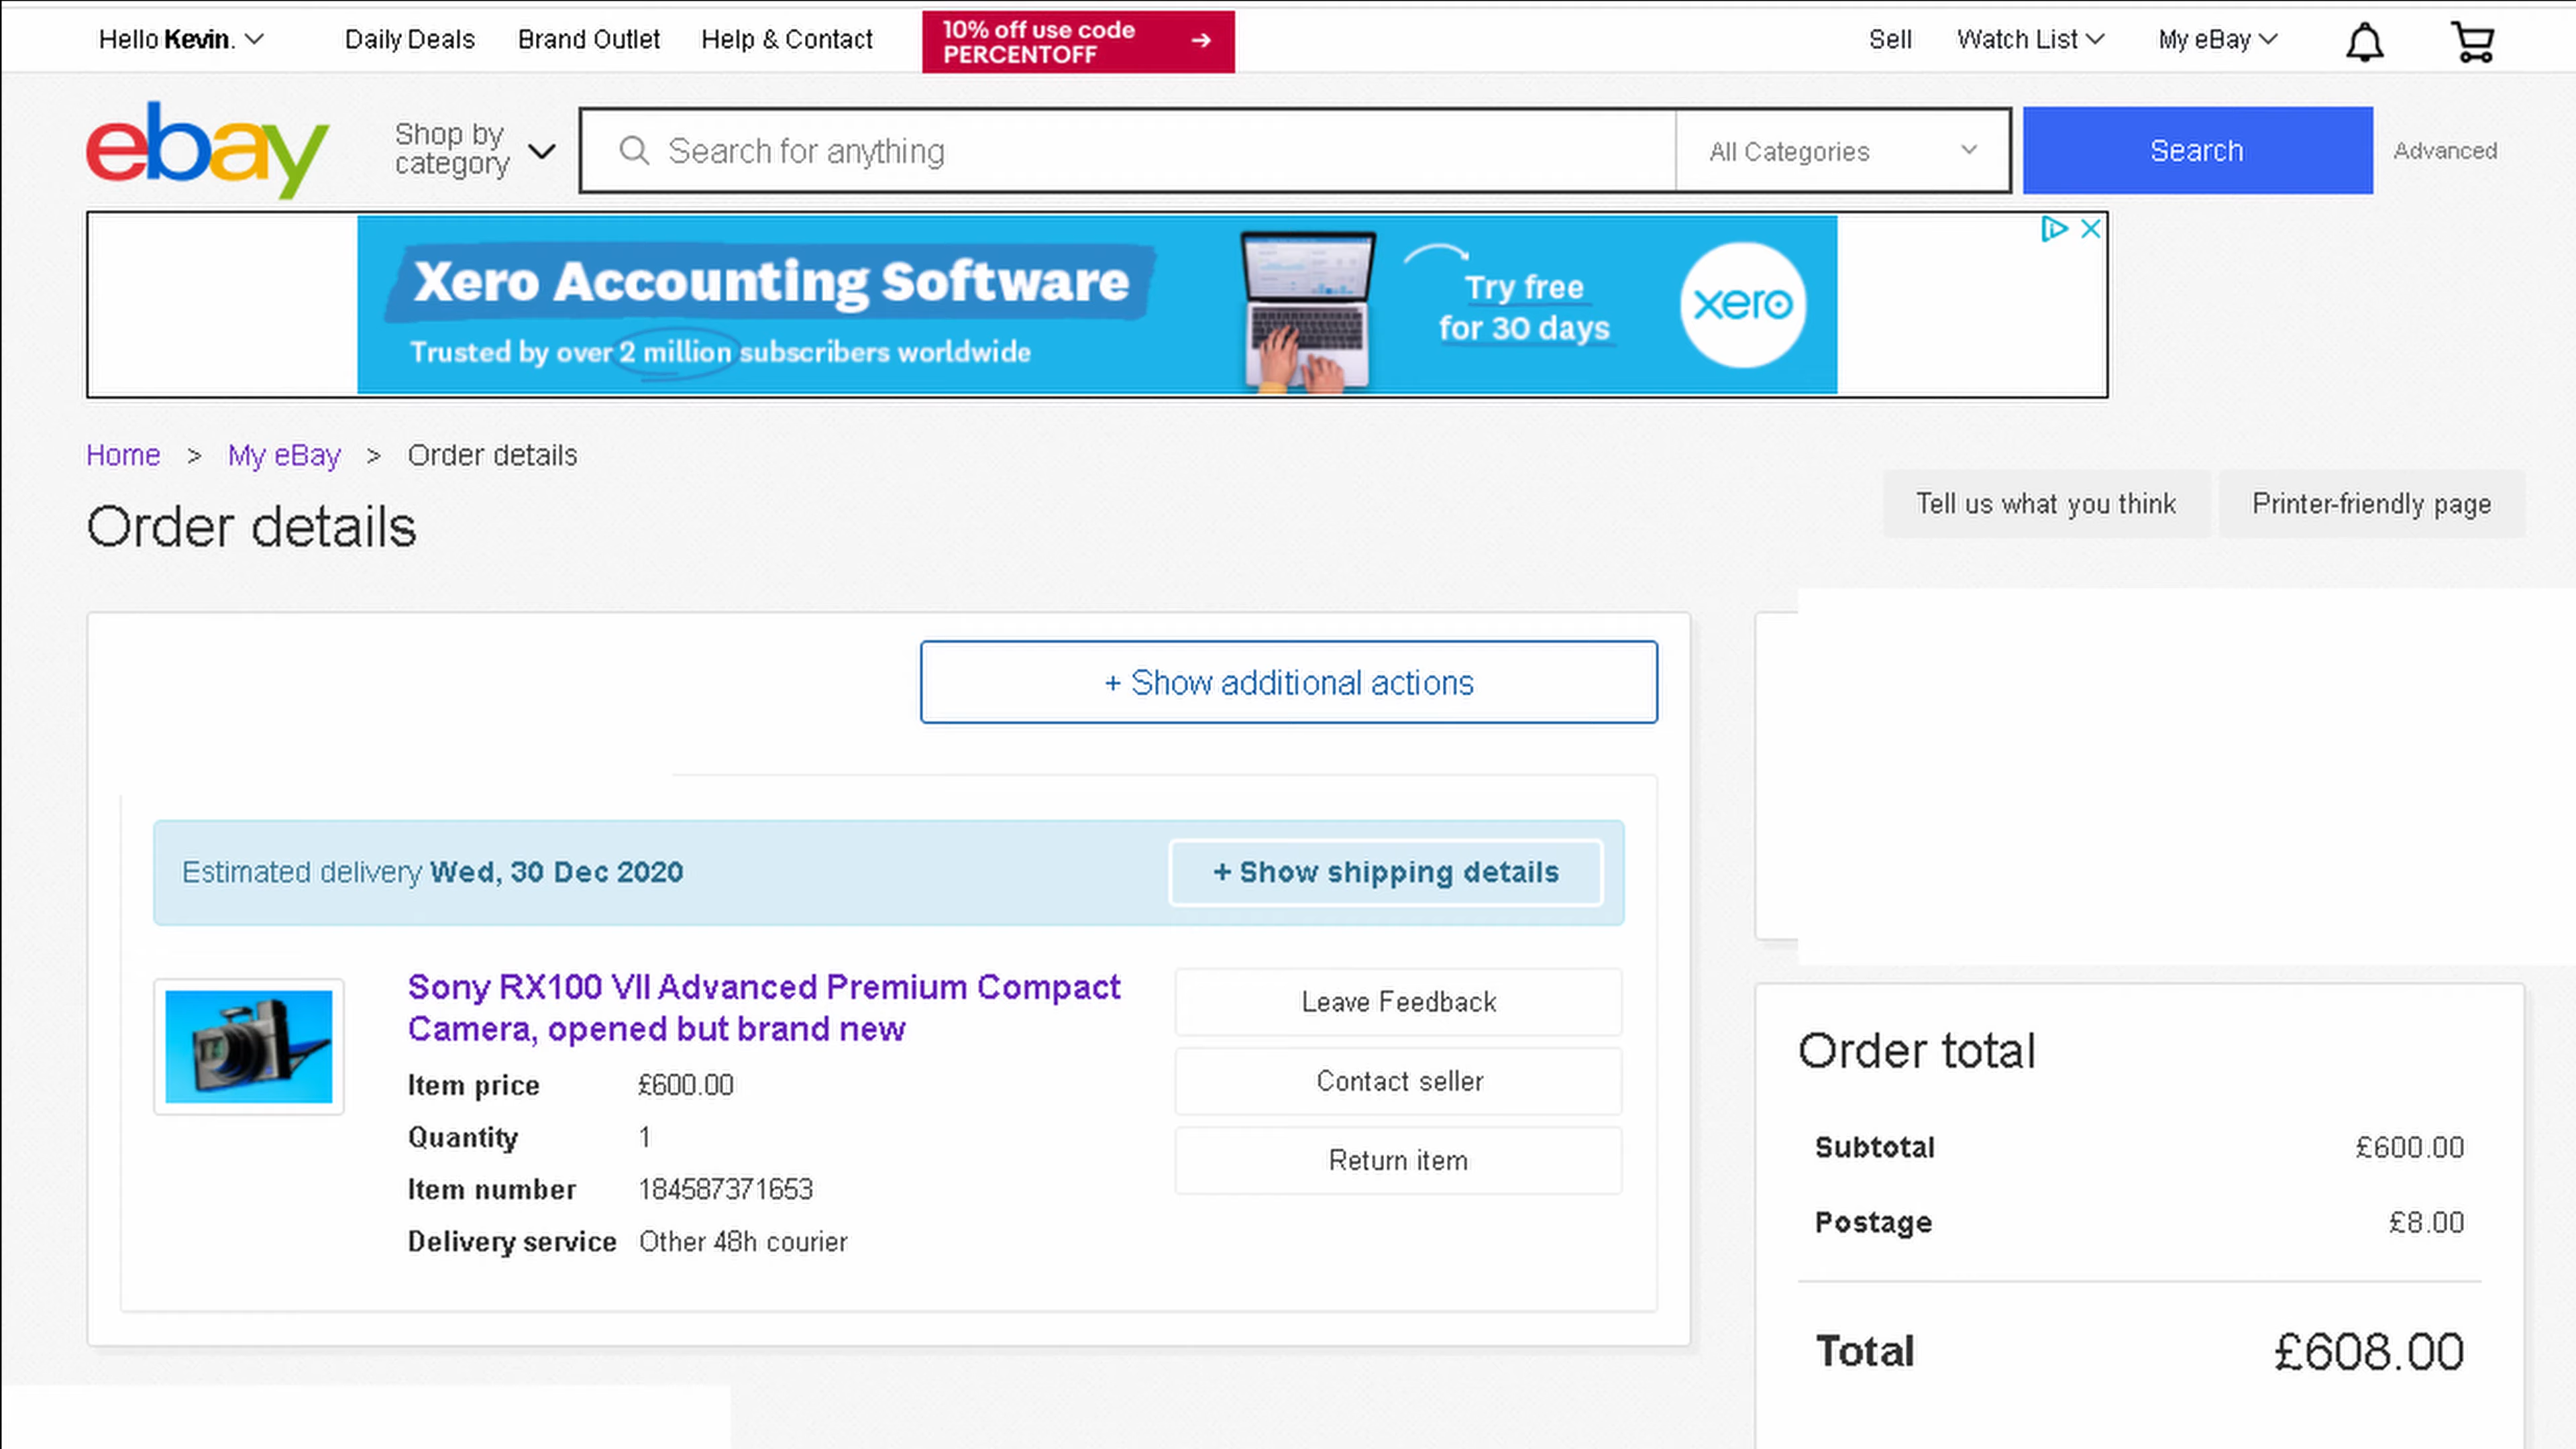 Hello Kevin.
Daily Deals
Brand Outlet
Help & Contact
10% off use code
PERCENTOFF
Sell
Watch List
My eBay
ebay
Shop by
category
Search for anything
All Categories
Search
Advanced
Xero Accounting Software
Trusted by over 2 million subscribers worldwide
Try free
for 30 days
xero
Home > My eBay > Order details
Order details
Tell us what you think
Printer-friendly page
+ Show additional actions
Estimated delivery Wed, 30 Dec 2020
+ Show shipping details
Sony RX100 VII Advanced Premium Compact
Camera, opened but brand new
Item price £600.00
Quantity 1
Item number 184587371653
Delivery service Other 48h courier
Leave Feedback
Contact seller
Return item
Order total
Subtotal £600.00
Postage £8.00
Total £608.00